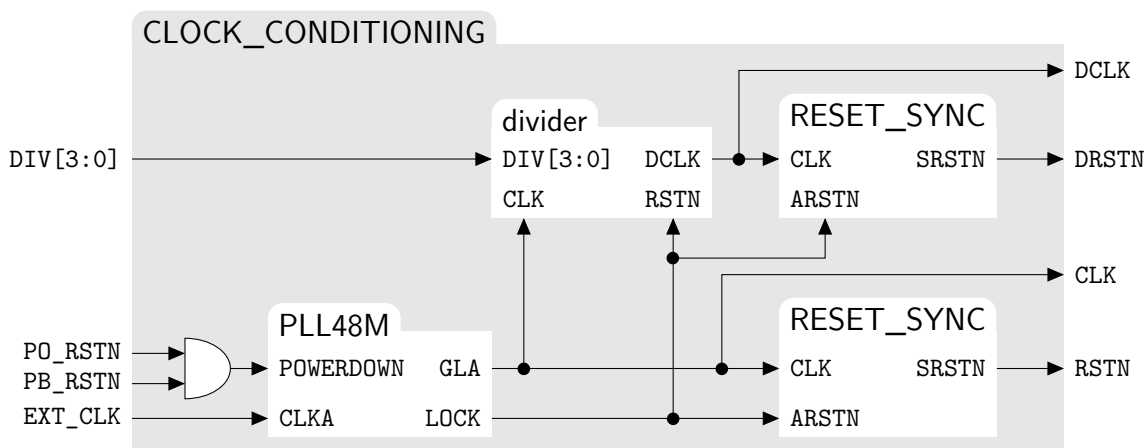 CLOCK_CONDITIONING
DCLK
divider
RESET_SYNC
DIV[3:0]
DIV[3:0] DCLK
CLK SRSTN
DRSTN
CLK RSTN
ARSTN
CLK
PLL48M
RESET_SYNC
PO_RSTN
PB_RSTN
POWERDOWN GLA
CLK SRSTN
RSTN
EXT_CLK
CLKA LOCK
ARSTN